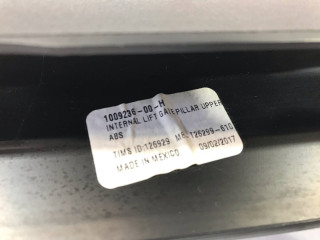 1009236-00-H
INTERNAL LIFT GATE PILLAR UPPER
ABS
TIMS ID:126929
MADE IN MEXICO 09/02/2017